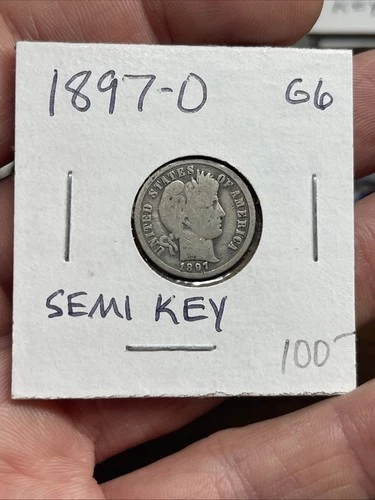 1897-O G6
UNITED STATES OF AMERICA
1897
SEMI KEY
100-